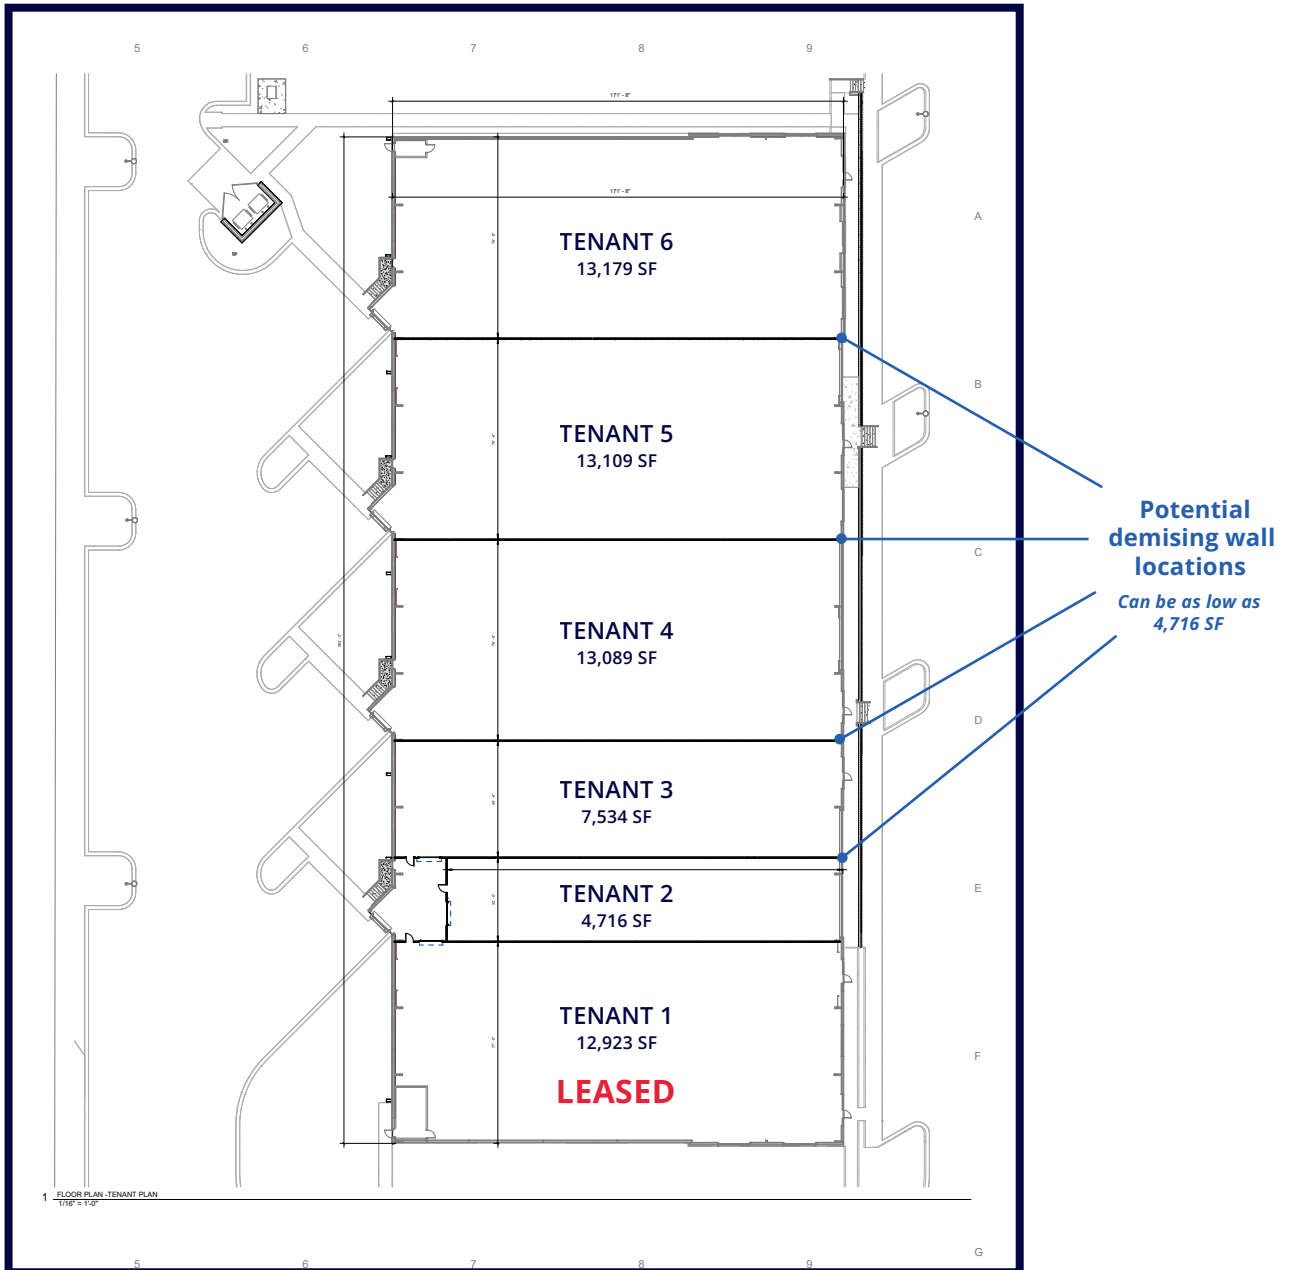 5 6 7 8 9
171' - 8"
171' - 8"
A
TENANT 6
13,179 SF
B
TENANT 5
13,109 SF
Potential
demising wall
locations
Can be as low as
4,716 SF
C
TENANT 4
13,089 SF
D
TENANT 3
7,534 SF
E
TENANT 2
4,716 SF
TENANT 1
12,923 SF
LEASED
F
1 FLOOR PLAN -TENANT PLAN
1/16" = 1'-0"
G
5 6 7 8 9